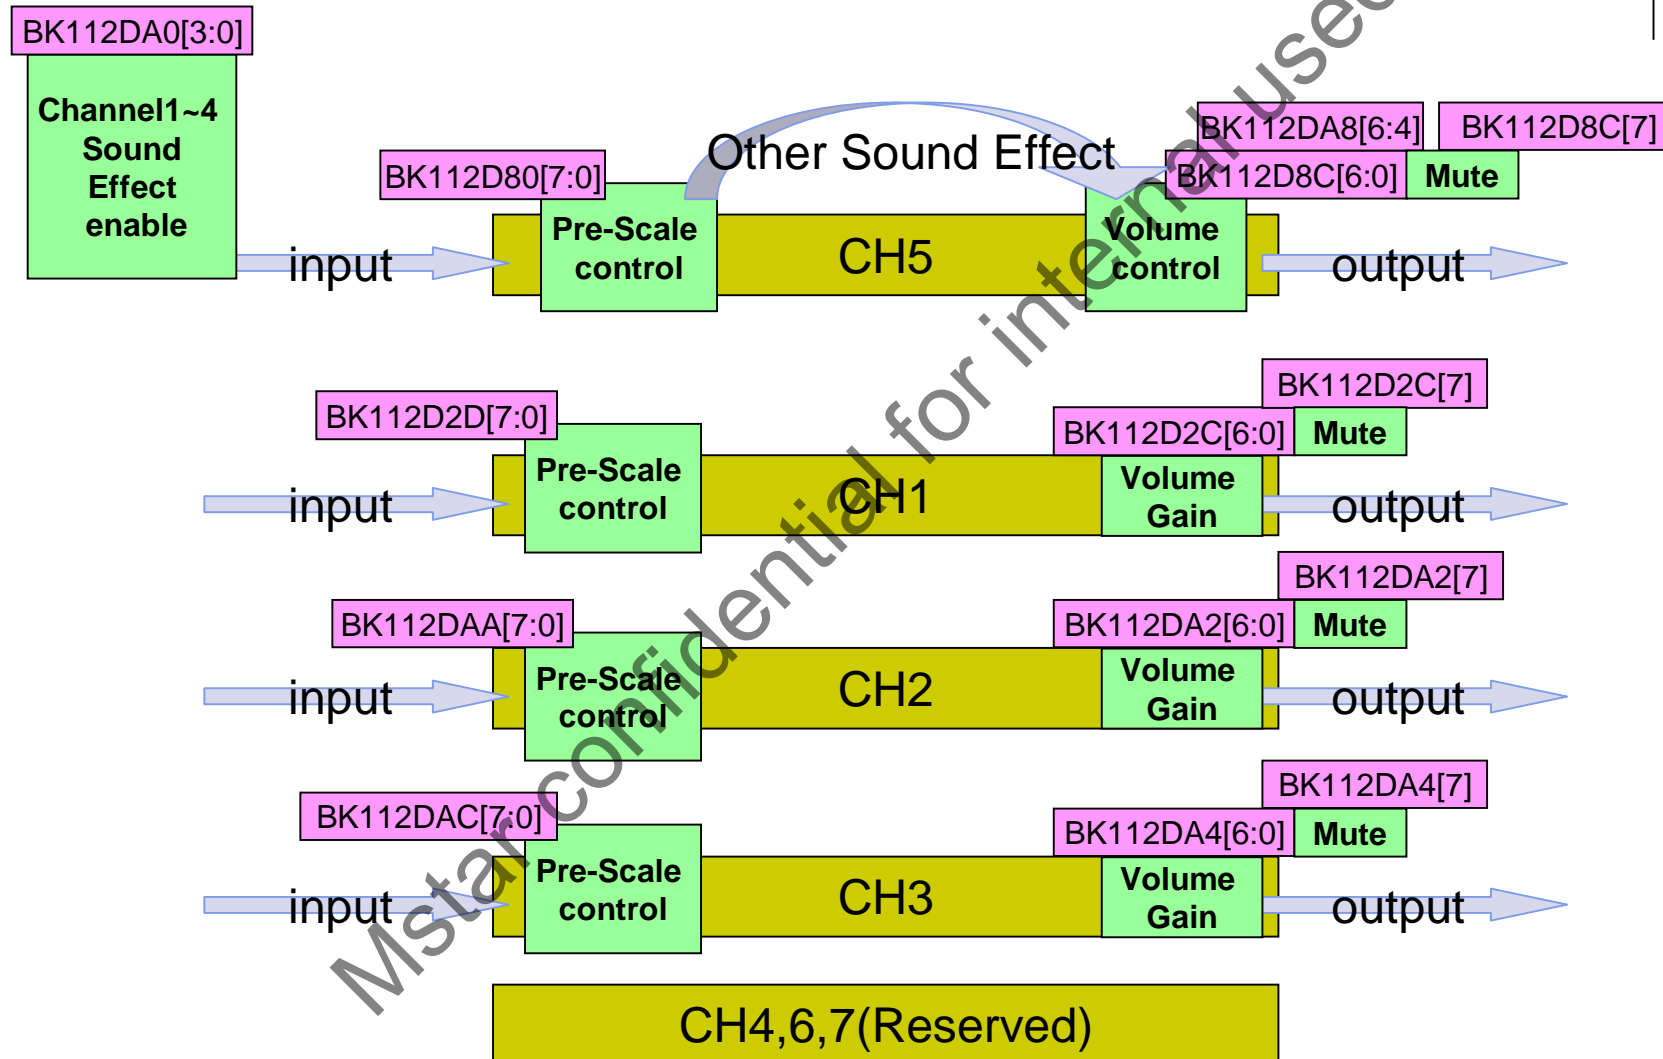 BK112DA0[3:0]
Channel1~4
Sound
Effect
enable
Other Sound Effect
BK112DA8[6:4]
BK112D8C[7]
BK112D80[7:0]
BK112D8C[6:0]
Mute
input
Pre-Scale
control
CH5
Volume
control
output
BK112D2C[7]
BK112D2D[7:0]
BK112D2C[6:0]
Mute
input
Pre-Scale
control
CH1
Volume
Gain
output
BK112DA2[7]
BK112DAA[7:0]
BK112DA2[6:0]
Mute
input
Pre-Scale
control
CH2
Volume
Gain
output
BK112DA4[7]
BK112DAC[7:0]
BK112DA4[6:0]
Mute
input
Pre-Scale
control
CH3
Volume
Gain
output
CH4,6,7(Reserved)
Mstar confidential for internal use